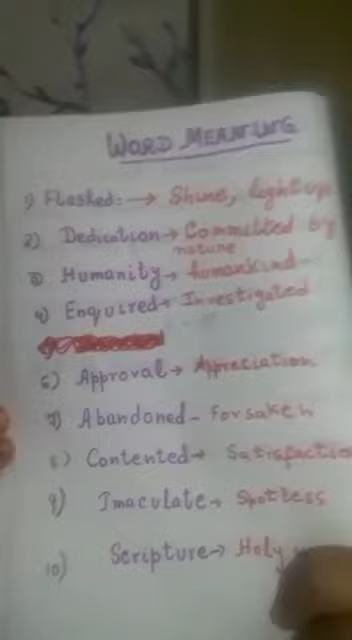 WORD MEANING
1) Flashed:→ Shine, light up
2) Dedication→ Committed by
nature
3) Humanity→ humankind
4) Enquired→ Investigated
6) Approval→ Appreciation
7) Abandoned- Forsaken
8) Contented→ Satisfaction
9) Imaculate→ Spotless
10) Scripture→ Holy